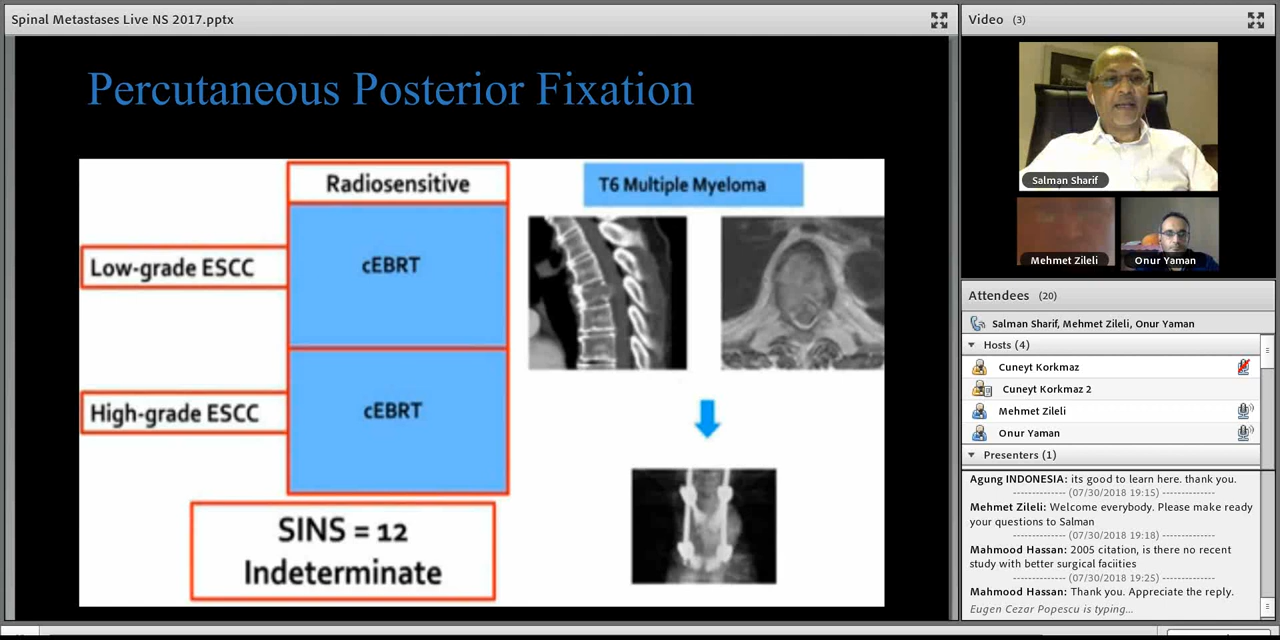 Spinal Metastases Live NS 2017.pptx
Percutaneous Posterior Fixation
Radiosensitive
T6 Multiple Myeloma
Low-grade ESCC
cEBRT
High-grade ESCC
cEBRT
SINS = 12
Indeterminate
Video (3)
Salman Sharif
Mehmet Zileli
Onur Yaman
Attendees (20)
Salman Sharif, Mehmet Zileli, Onur Yaman
Hosts (4)
Cuneyt Korkmaz
Cuneyt Korkmaz 2
Mehmet Zileli
Onur Yaman
Presenters (1)
Agung INDONESIA: its good to learn here. thank you.
------------- (07/30/2018 19:15) -------------
Mehmet Zileli: Welcome everybody. Please make ready
your questions to Salman
------------- (07/30/2018 19:18) -------------
Mahmood Hassan: 2005 citation, is there no recent
study with better surgical faciities
------------- (07/30/2018 19:25) -------------
Mahmood Hassan: Thank you. Appreciate the reply.
Eugen Cezar Popescu is typing...